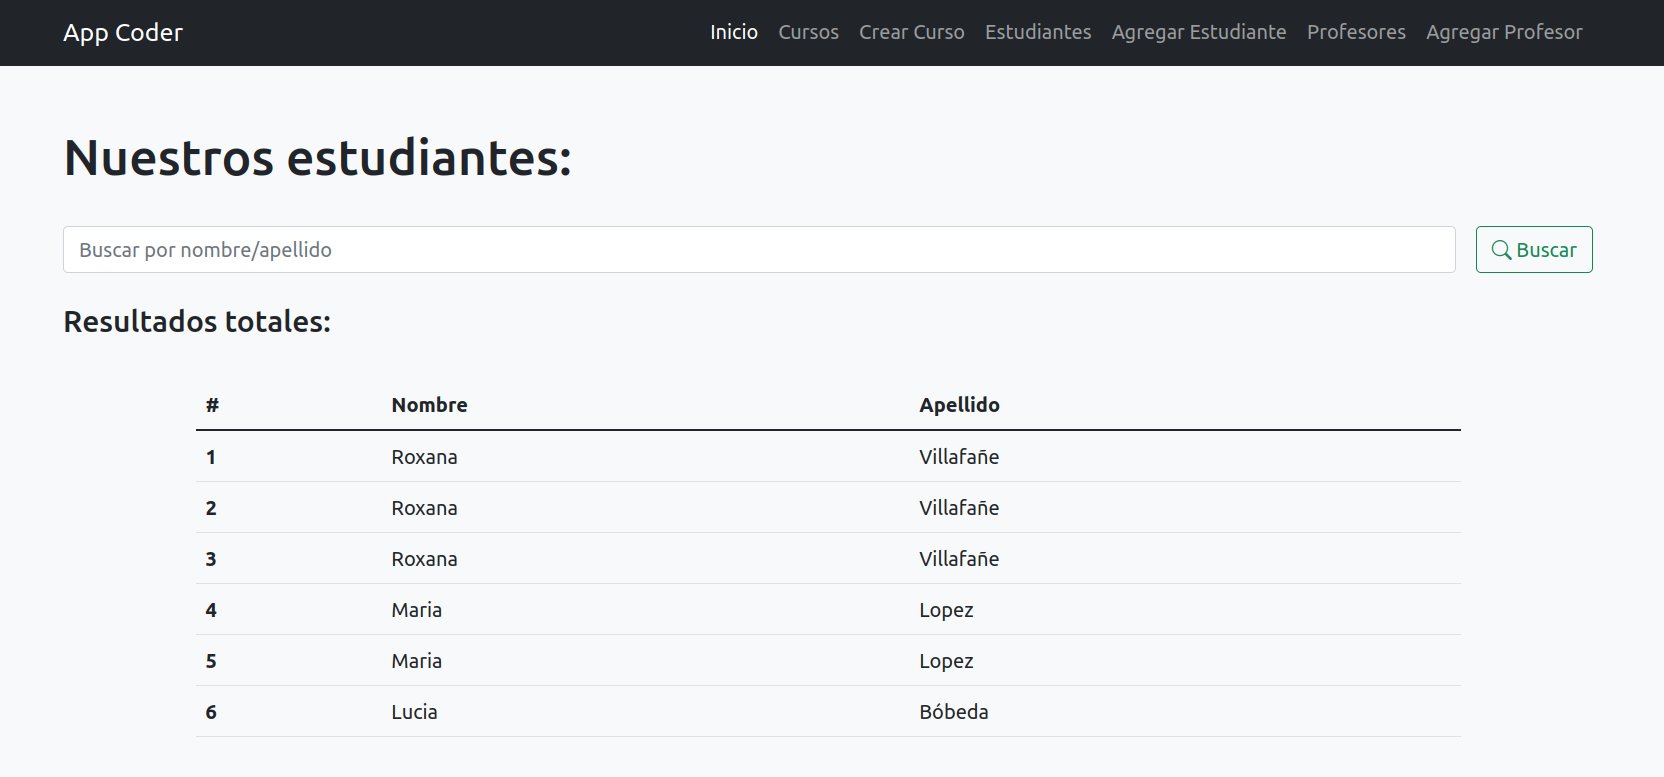 App Coder Inicio Cursos Crear Curso Estudiantes Agregar Estudiante Profesores Agregar Profesor
Nuestros estudiantes:
Buscar por nombre/apellido Buscar
Resultados totales:
# Nombre Apellido
1 Roxana Villafañe
2 Roxana Villafañe
3 Roxana Villafañe
4 Maria Lopez
5 Maria Lopez
6 Lucia Bóbeda